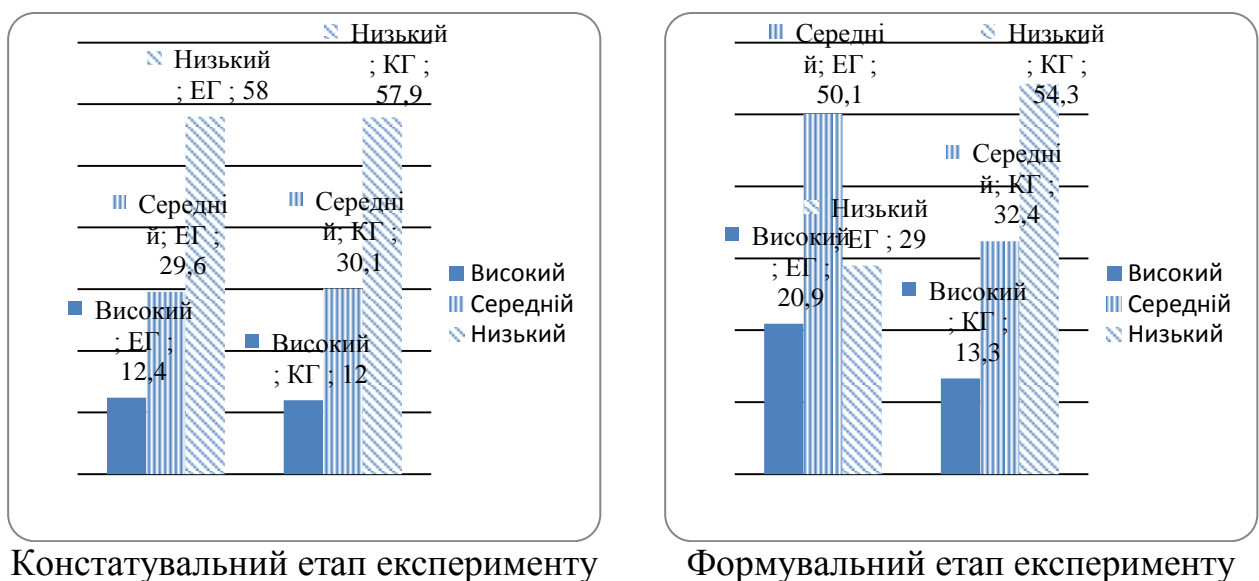 Низький
; ЕГ ; 58
Низький
; КГ ;
57,9
Середні
й; ЕГ ;
29,6
Середні
й; КГ ;
30,1
Високий
; ЕГ ;
12,4
Високий
; КГ ; 12
Високий
Середній
Низький
Констатувальний етап експерименту
Середні
й; ЕГ ;
50,1
Низький
; КГ ;
54,3
Середні
й; КГ ;
32,4
Низький
; ЕГ ; 29
Високий
; ЕГ ;
20,9
Високий
; КГ ;
13,3
Високий
Середній
Низький
Формувальний етап експерименту